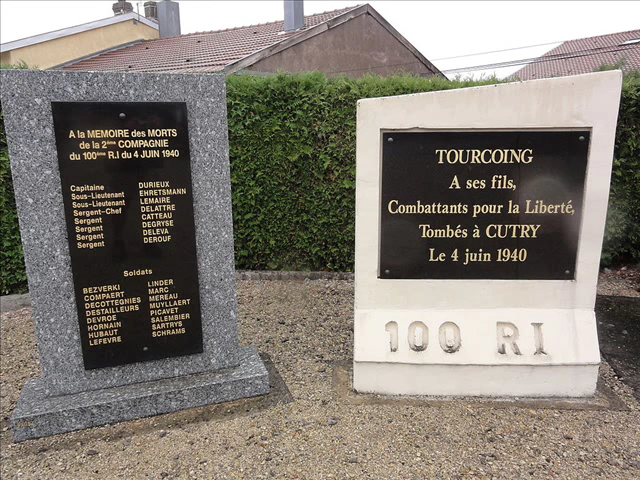 A la MEMOIRE des MORTS
de la 2ème COMPAGNIE
du 100ème R.I du 4 JUIN 1940
Capitaine DURIEUX
Sous-Lieutenant EHRETSMANN
Sous-Lieutenant LEMAIRE
Sergent-Chef DELATTRE
Sergent CATTEAU
Sergent DEGRYSE
Sergent DELEVA
Sergent DEROUF
Soldats
BEZVERKI LINDER
COMPAERT MARC
DECOTTEGNIES MEREAU
DESTAILLEURS MUYLLAERT
DEVROE PICAVET
HORNAIN SALEMBIER
HUBAUT SARTRYS
LEFEVRE SCHRAMS
TOURCOING
A ses fils,
Combattants pour la Liberté,
Tombés à CUTRY
Le 4 juin 1940
100 RI